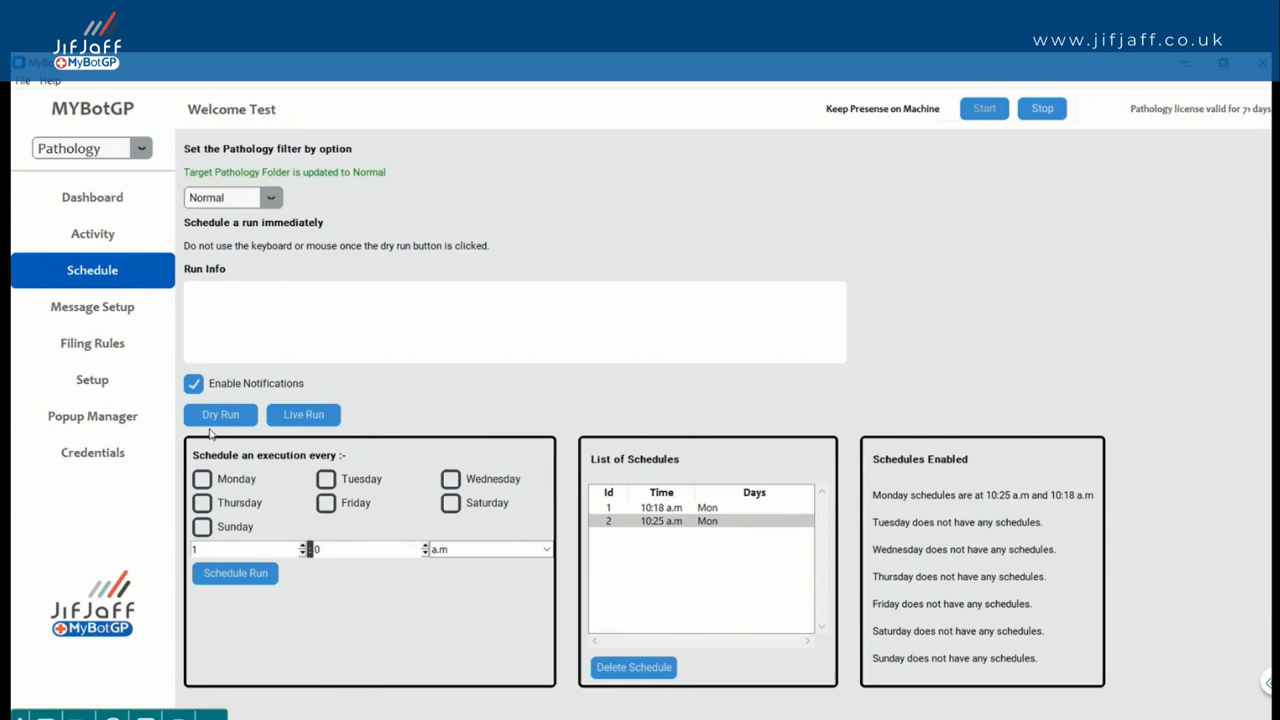 JifJaff
MyBotGP
www.jifjaff.co.uk
File Help
MYBotGP
Welcome Test
Keep Presense on Machine
Start
Stop
Pathology license valid for 71 days
Pathology
Dashboard
Activity
Schedule
Message Setup
Filing Rules
Setup
Popup Manager
Credentials
JifJaff
MyBotGP
Set the Pathology filter by option
Target Pathology Folder is updated to Normal
Normal
Schedule a run immediately
Do not use the keyboard or mouse once the dry run button is clicked.
Run Info
Enable Notifications
Dry Run
Live Run
Schedule an execution every :-
Monday
Tuesday
Wednesday
Thursday
Friday
Saturday
Sunday
1 : 0 a.m
Schedule Run
List of Schedules
Id Time Days
1 10:18 a.m Mon
2 10:25 a.m Mon
Delete Schedule
Schedules Enabled
Monday schedules are at 10:25 a.m and 10:18 a.m
Tuesday does not have any schedules.
Wednesday does not have any schedules.
Thursday does not have any schedules.
Friday does not have any schedules.
Saturday does not have any schedules.
Sunday does not have any schedules.